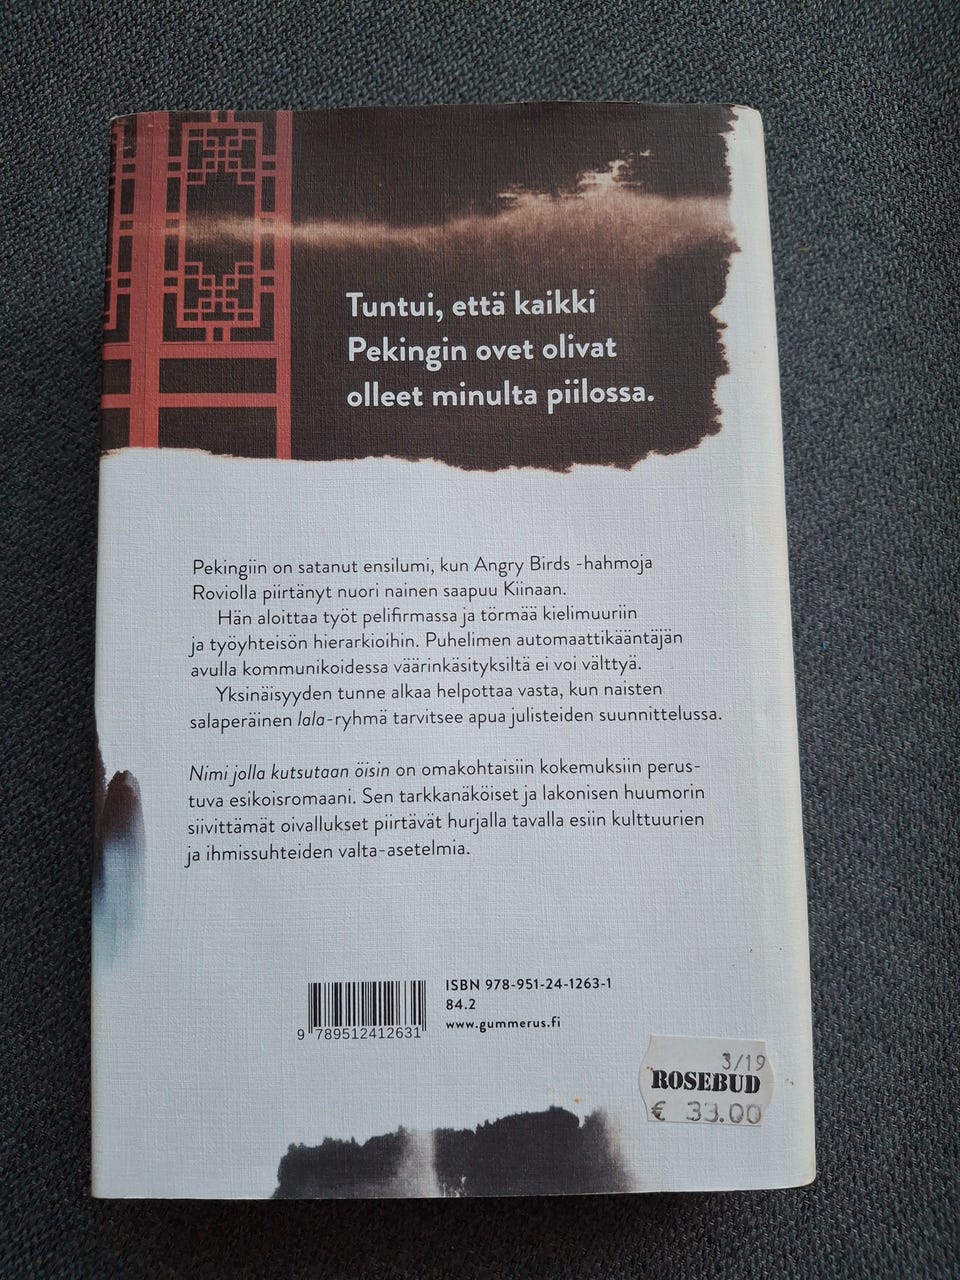 Tuntui, että kaikki
Pekingin ovet olivat
olleet minulta piilossa.
Pekingiin on satanut ensilumi, kun Angry Birds -hahmoja
Roviolla piirtänyt nuori nainen saapuu Kiinaan.
Hän aloittaa työt pelifirmassa ja törmää kielimuuriin
ja työyhteisön hierarkioihin. Puhelimen automaattikääntäjän
avulla kommunikoidessa väärinkäsityksiltä ei voi välttyä.
Yksinäisyyden tunne alkaa helpottaa vasta, kun naisten
salaperäinen lala-ryhmä tarvitsee apua julisteiden suunnittelussa.
Nimi jolla kutsutaan öisin on omakohtaisiin kokemuksiin perus-
tuva esikoisromaani. Sen tarkkanäköiset ja lakonisen huumorin
siivittämät oivallukset piirtävät hurjalla tavalla esiin kulttuurien
ja ihmissuhteiden valta-asetelmia.
ISBN 978-951-24-1263-1
84.2
www.gummerus.fi
9 789512412631
3/19
ROSEBUD
€ 33.00